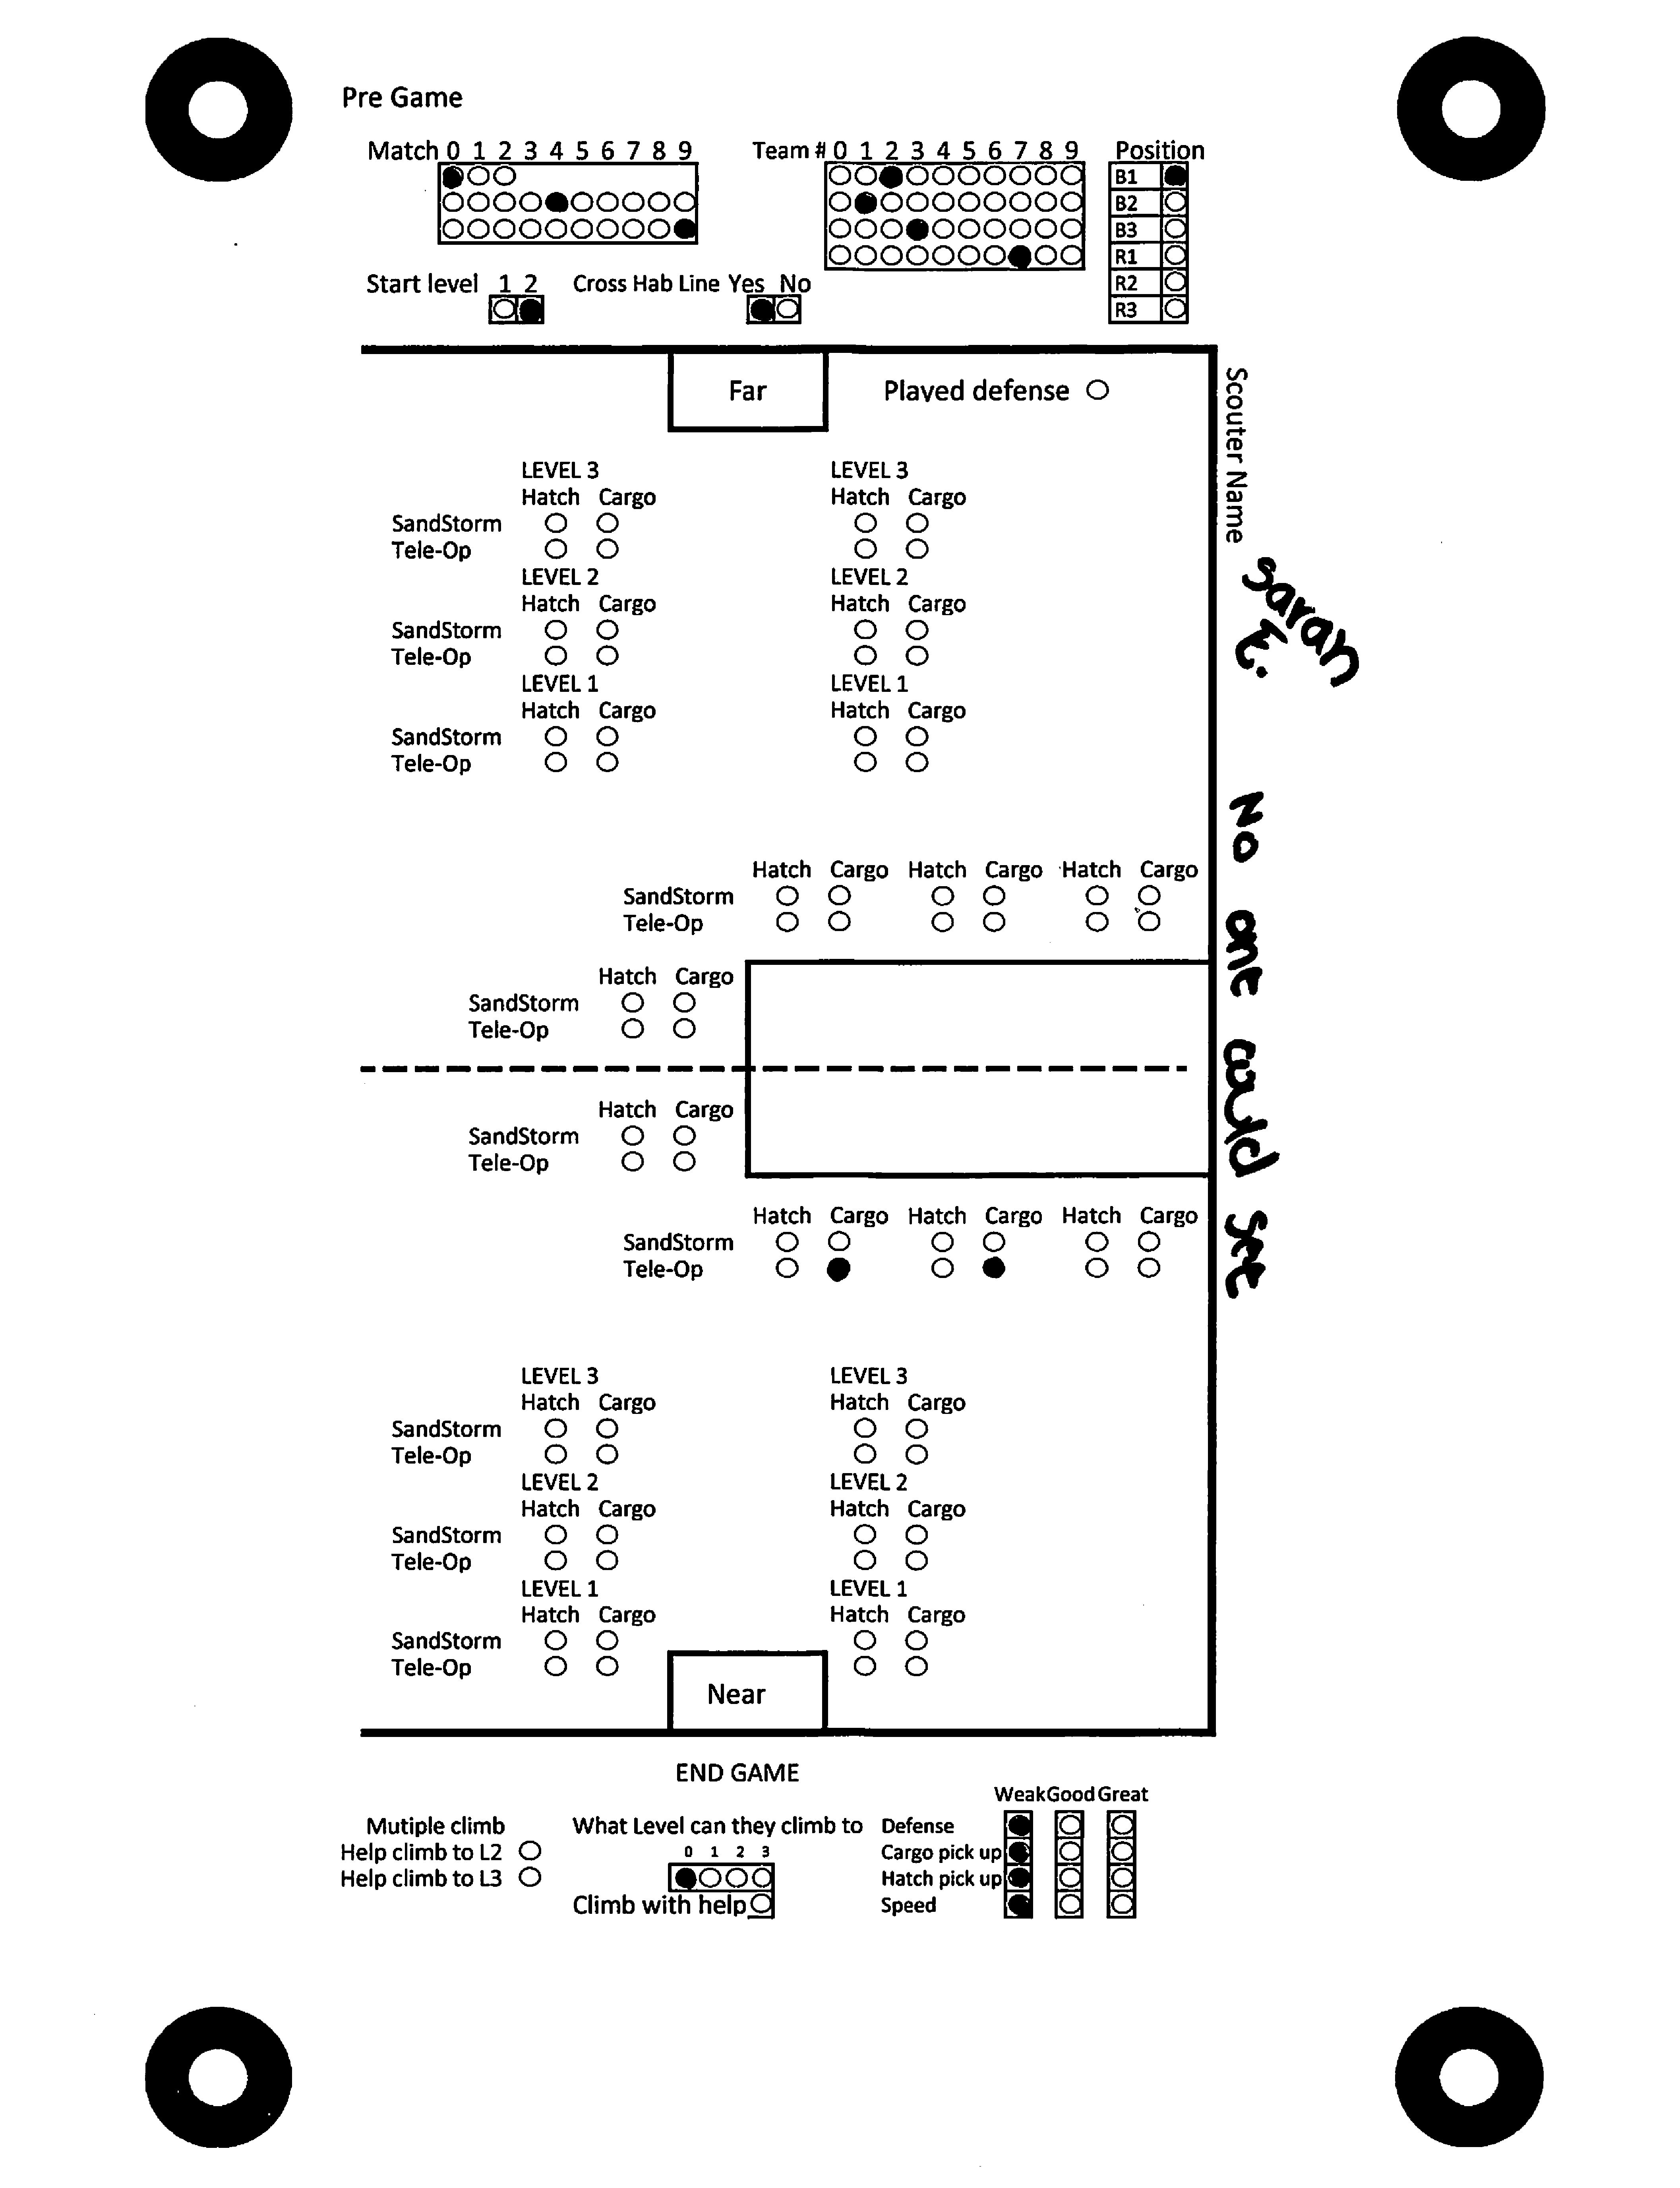 Pre Game
Match 0 1 2 3 4 5 6 7 8 9
Team # 0 1 2 3 4 5 6 7 8 9
Position
B1
B2
B3
R1
R2
R3
Start level 1 2
Cross Hab Line Yes No
Far
Played defense
Scouter Name
Sarah
E.
No one could see
LEVEL 3 LEVEL 3
Hatch Cargo Hatch Cargo
SandStorm
Tele-Op
LEVEL 2 LEVEL 2
Hatch Cargo Hatch Cargo
SandStorm
Tele-Op
LEVEL 1 LEVEL 1
Hatch Cargo Hatch Cargo
SandStorm
Tele-Op
Hatch Cargo Hatch Cargo Hatch Cargo
SandStorm
Tele-Op
Hatch Cargo
SandStorm
Tele-Op
Hatch Cargo
SandStorm
Tele-Op
Hatch Cargo Hatch Cargo Hatch Cargo
SandStorm
Tele-Op
LEVEL 3 LEVEL 3
Hatch Cargo Hatch Cargo
SandStorm
Tele-Op
LEVEL 2 LEVEL 2
Hatch Cargo Hatch Cargo
SandStorm
Tele-Op
LEVEL 1 LEVEL 1
Hatch Cargo Hatch Cargo
SandStorm
Tele-Op
Near
END GAME
Mutiple climb
Help climb to L2
Help climb to L3
What Level can they climb to
0 1 2 3
Climb with help
Weak Good Great
Defense
Cargo pick up
Hatch pick up
Speed